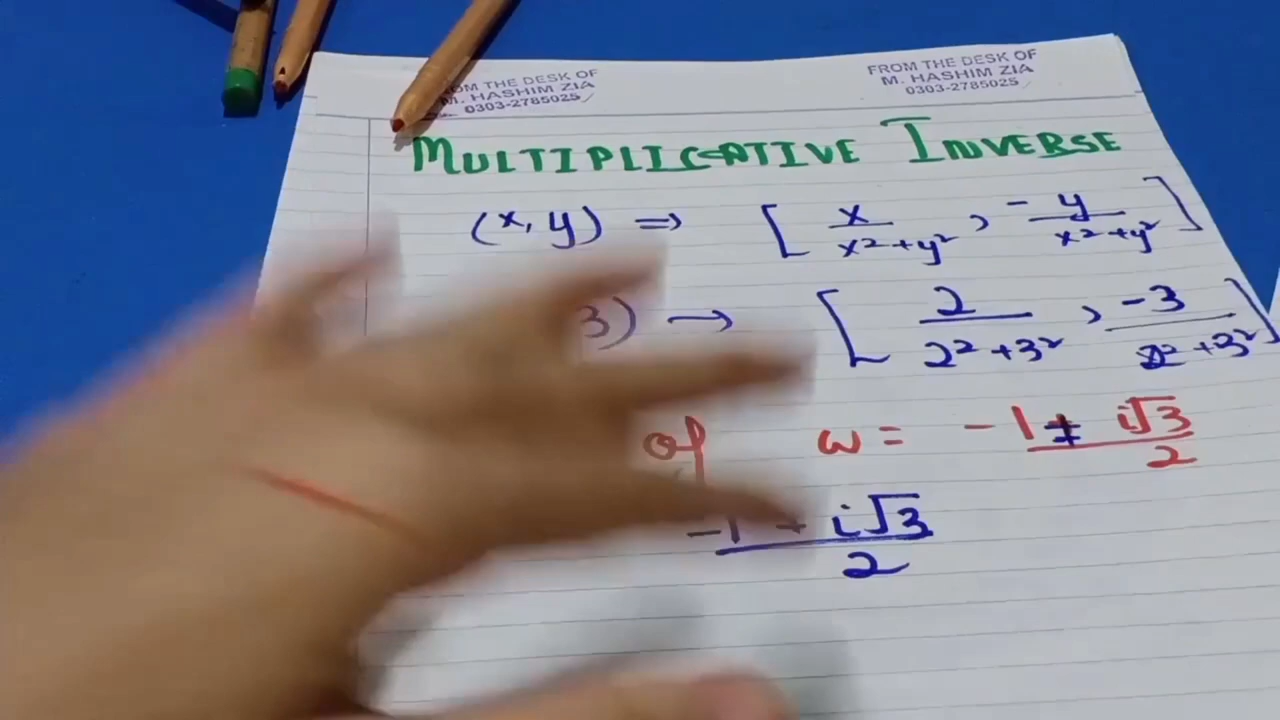 FROM THE DESK OF
M. HASHIM ZIA
0303-2785025
FROM THE DESK OF
M. HASHIM ZIA
0303-2785025
MULTIPLICATIVE INVERSE
(x, y) ⇒ [ x/(x²+y²) , -y/(x²+y²) ]
3) → [ 2/(2²+3²) , -3/(2²+3²) ]
of ω = (-1 + i√3)/2
(-1 + i√3)/2